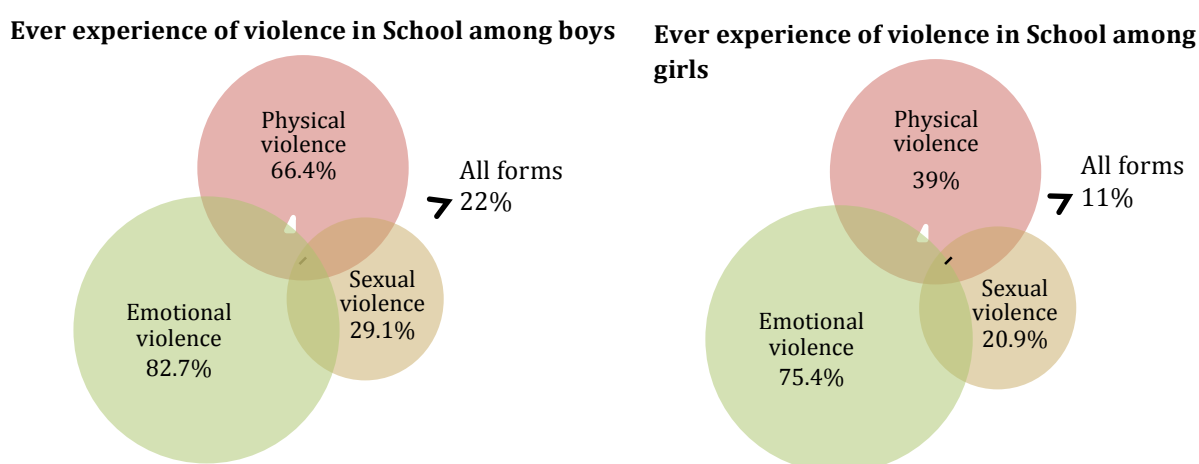 Ever experience of violence in School among boys
Physical
violence
66.4%
All forms
22%
Emotional
violence
82.7%
Sexual
violence
29.1%
Ever experience of violence in School among
girls
Physical
violence
39%
All forms
11%
Emotional
violence
75.4%
Sexual
violence
20.9%